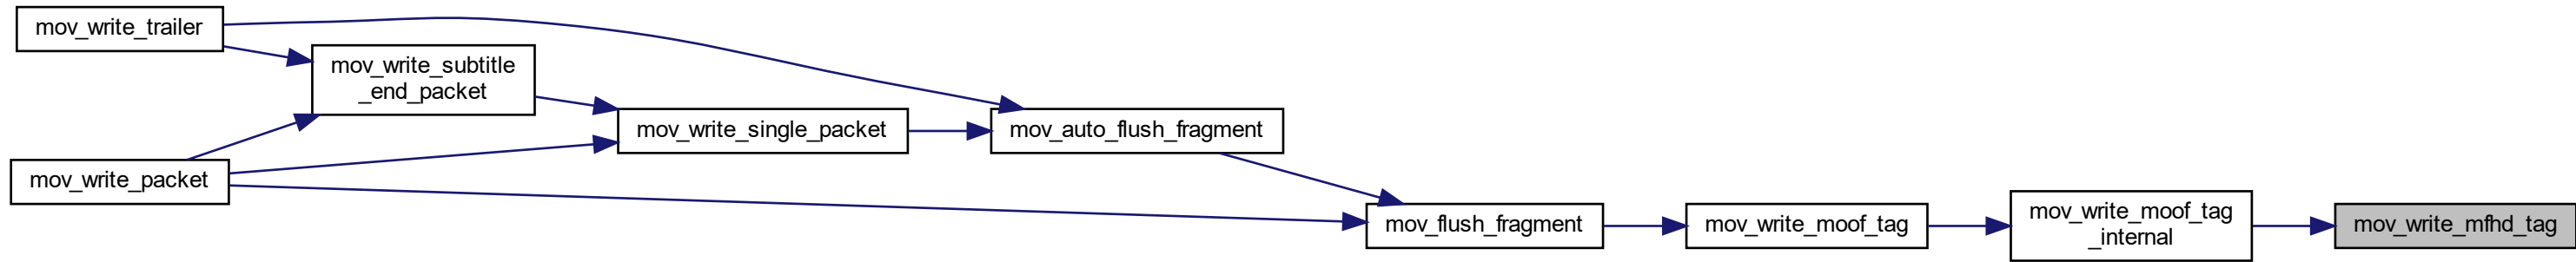 mov_write_trailer
mov_write_subtitle
_end_packet
mov_write_single_packet
mov_auto_flush_fragment
mov_write_packet
mov_flush_fragment
mov_write_moof_tag
mov_write_moof_tag
_internal
mov_write_mfhd_tag